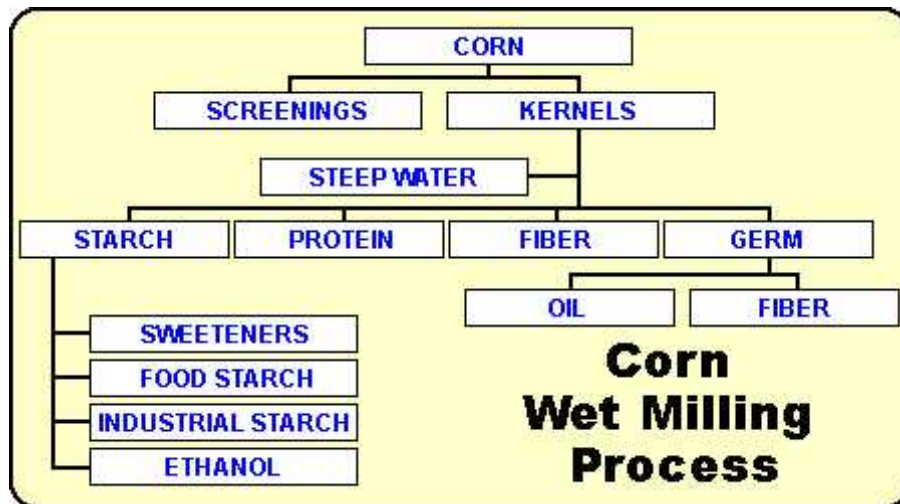 CORN
SCREENINGS
KERNELS
STEEP WATER
STARCH
PROTEIN
FIBER
GERM
OIL
FIBER
SWEETENERS
FOOD STARCH
INDUSTRIAL STARCH
ETHANOL
Corn
Wet Milling
Process